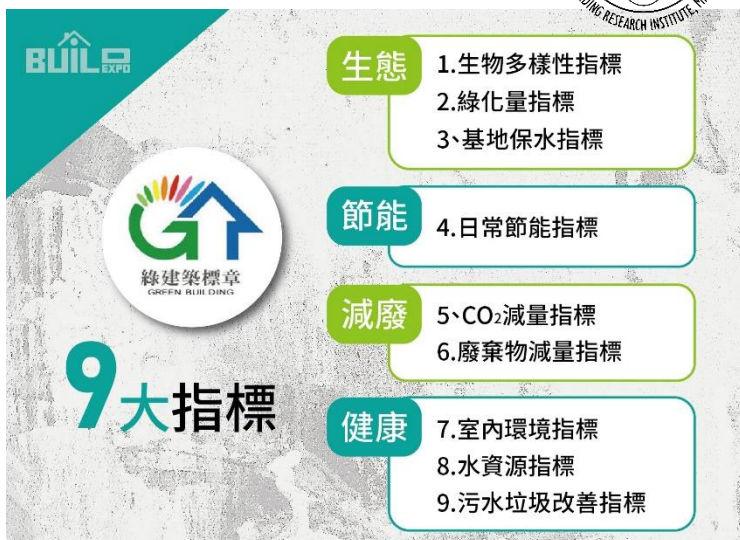 BUILD
EXPO
DING RESEARCH INSTITUTE, M
生態
1.生物多樣性指標
2.綠化量指標
3、基地保水指標
綠建築標章
GREEN BUILDING
節能
4.日常節能指標
減廢
5、CO₂減量指標
6.廢棄物減量指標
9大指標
健康
7.室內環境指標
8.水資源指標
9.污水垃圾改善指標